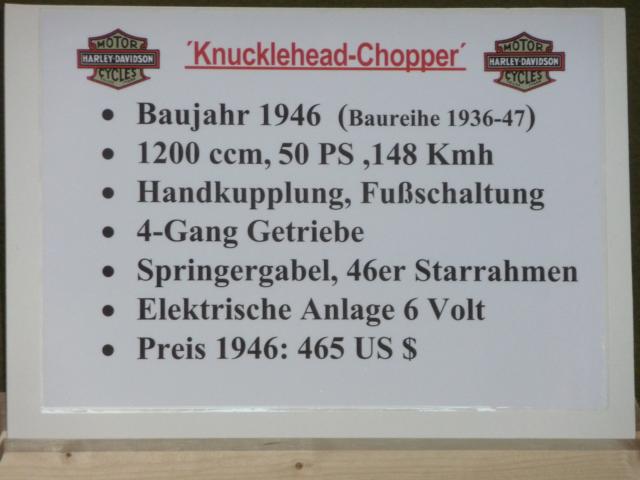 MOTOR
HARLEY-DAVIDSON
CYCLES
´Knucklehead-Chopper´
MOTOR
HARLEY-DAVIDSON
CYCLES
• Baujahr 1946 (Baureihe 1936-47)
• 1200 ccm, 50 PS ,148 Kmh
• Handkupplung, Fußschaltung
• 4-Gang Getriebe
• Springergabel, 46er Starrahmen
• Elektrische Anlage 6 Volt
• Preis 1946: 465 US $